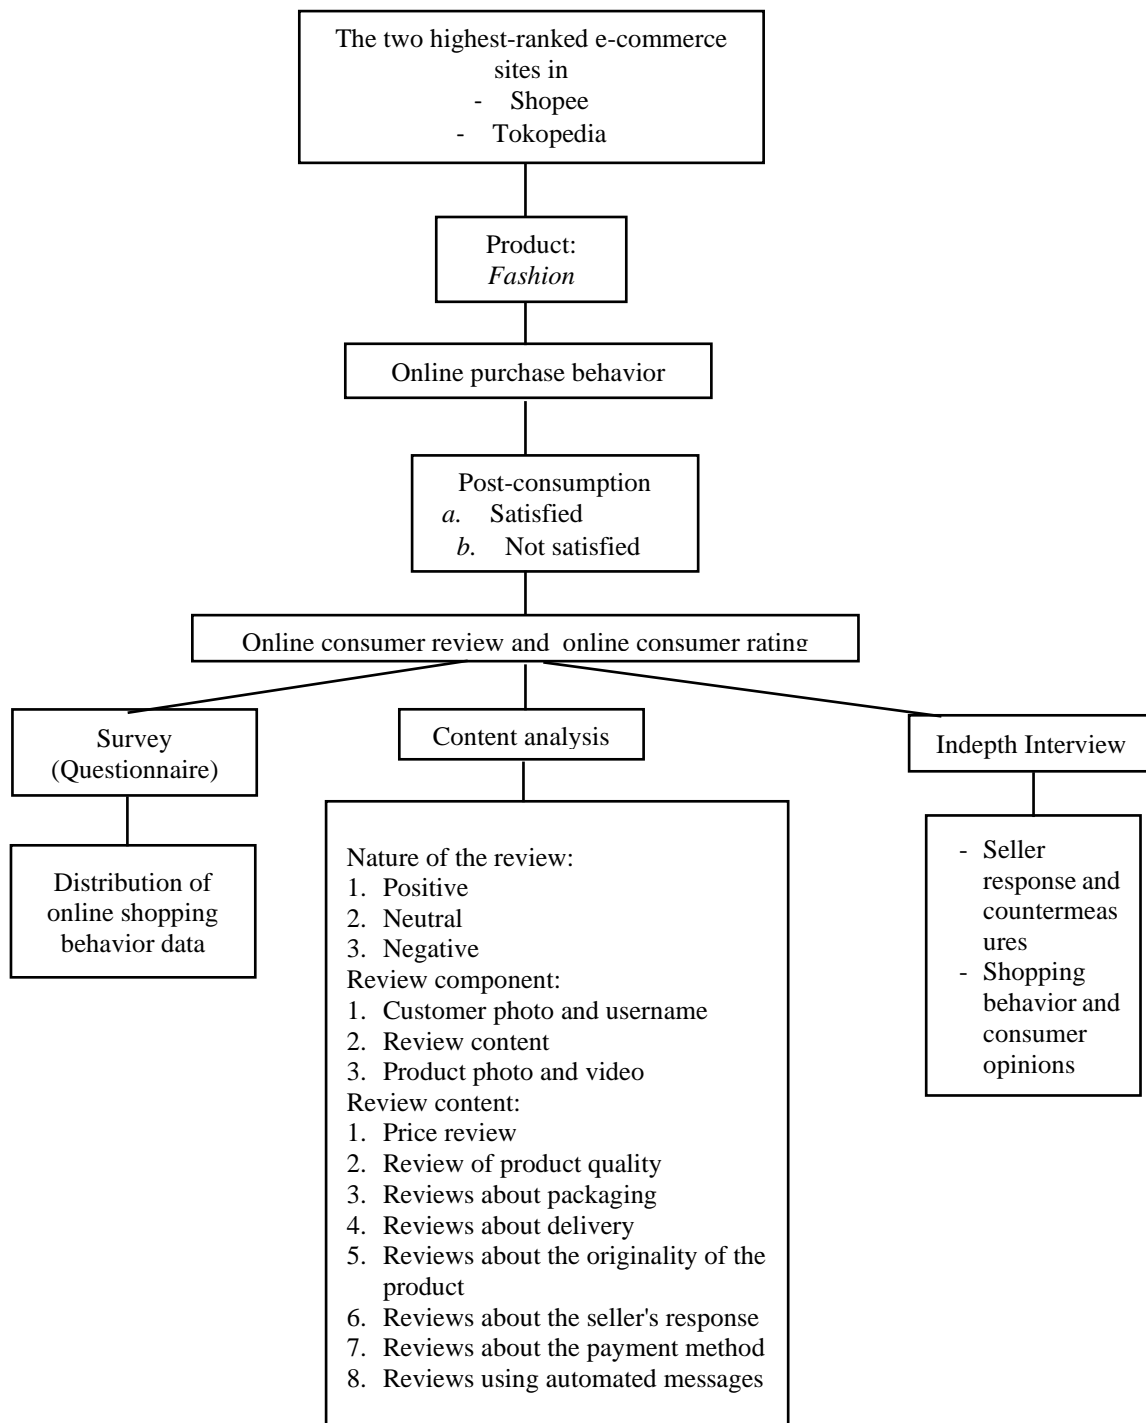 The two highest-ranked e-commerce
sites in
- Shopee
- Tokopedia
Product:
Fashion
Online purchase behavior
Post-consumption
a. Satisfied
b. Not satisfied
Online consumer review and online consumer rating
Survey
(Questionnaire)
Content analysis
Indepth Interview
Distribution of
online shopping
behavior data
Nature of the review:
1. Positive
2. Neutral
3. Negative
Review component:
1. Customer photo and username
2. Review content
3. Product photo and video
Review content:
1. Price review
2. Review of product quality
3. Reviews about packaging
4. Reviews about delivery
5. Reviews about the originality of the
product
6. Reviews about the seller's response
7. Reviews about the payment method
8. Reviews using automated messages
- Seller
response and
countermeas
ures
- Shopping
behavior and
consumer
opinions